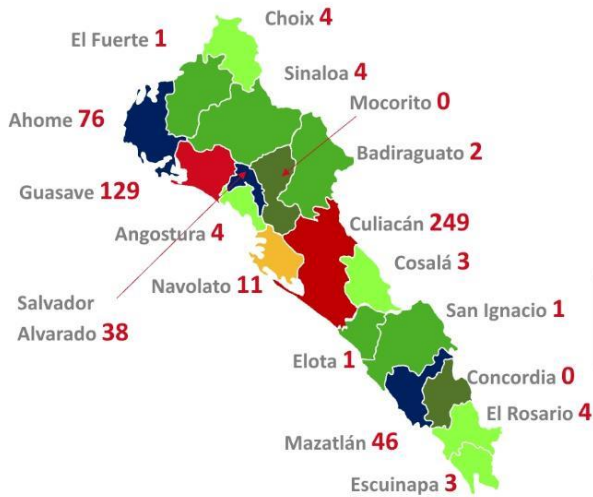 Choix 4
El Fuerte 1
Sinaloa 4
Mocorito 0
Ahome 76
Badiraguato 2
Guasave 129
Culiacán 249
Angostura 4
Cosalá 3
Navolato 11
Salvador
Alvarado 38
San Ignacio 1
Elota 1
Concordia 0
El Rosario 4
Mazatlán 46
Escuinapa 3